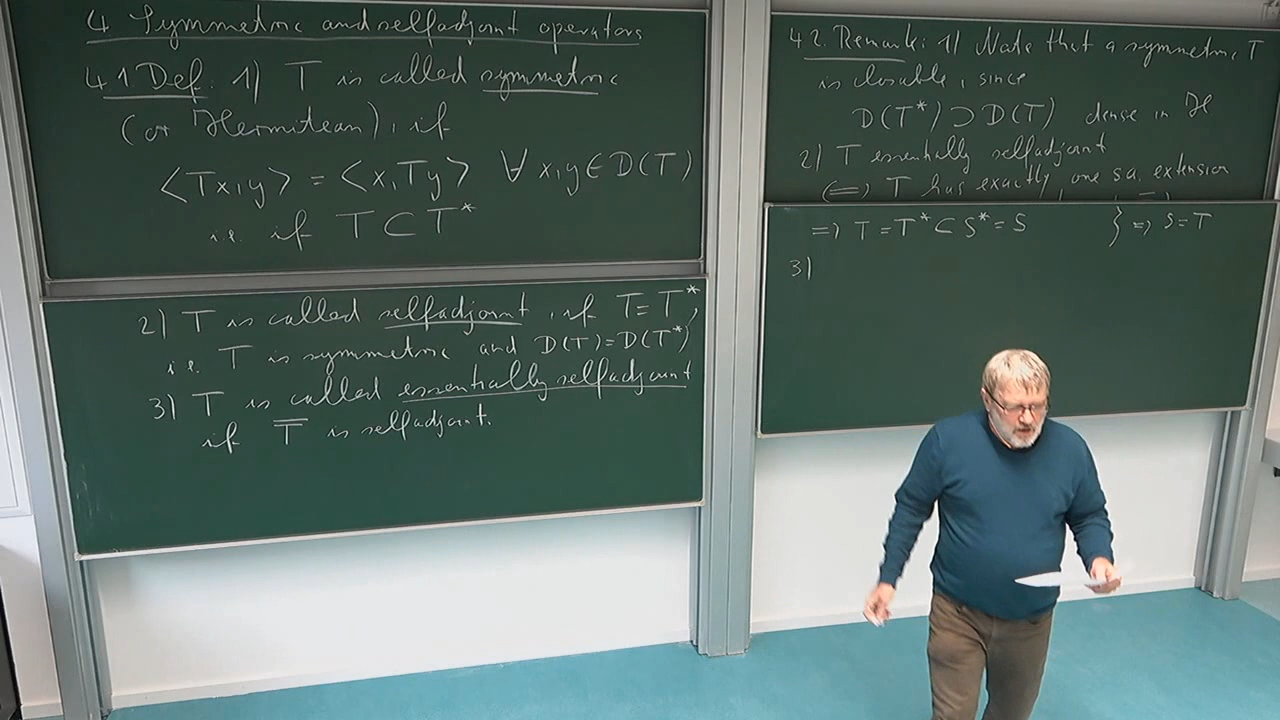 4 Symmetric and selfadjoint operators
4.1 Def: 1) T is called symmetric
(or Hermitean), if
<Tx,y> = <x,Ty> ∀ x,y ∈ D(T)
i.e. if T ⊂ T*
2) T is called selfadjoint, if T = T*,
i.e. T is symmetric and D(T) = D(T*)
3) T is called essentially selfadjoint
if T̅ is selfadjoint.
4.2. Remark: 1) Note that a symmetric T
is closable, since
D(T*) ⊃ D(T) dense in ℋ
2) T essentially selfadjoint
(=) T has exactly one s.a. extension
=) T = T* ⊂ S* = S } =) S = T
3)